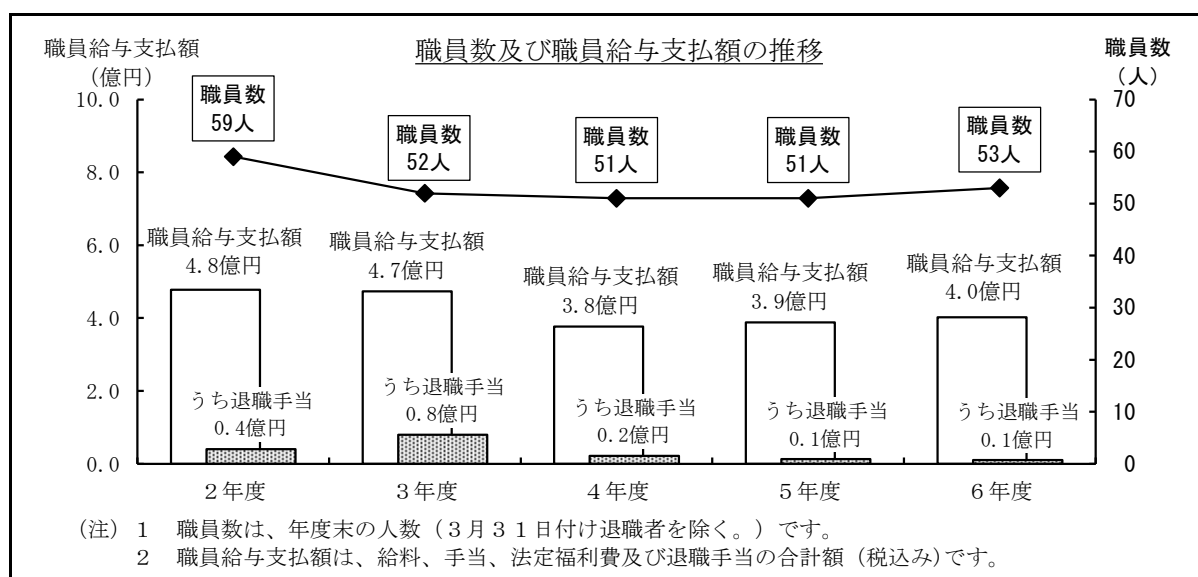 職員数及び職員給与支払額の推移
職員給与支払額
（億円）
職員数
（人）
10.0
8.0
6.0
4.0
2.0
0.0
70
60
50
40
30
20
10
0
職員数
59人
職員数
52人
職員数
51人
職員数
51人
職員数
53人
職員給与支払額
4.8億円
職員給与支払額
4.7億円
職員給与支払額
3.8億円
職員給与支払額
3.9億円
職員給与支払額
4.0億円
うち退職手当
0.4億円
うち退職手当
0.8億円
うち退職手当
0.2億円
うち退職手当
0.1億円
うち退職手当
0.1億円
２年度
３年度
４年度
５年度
６年度
（注）１　職員数は、年度末の人数（３月３１日付け退職者を除く。）です。
２　職員給与支払額は、給料、手当、法定福利費及び退職手当の合計額（税込み）です。